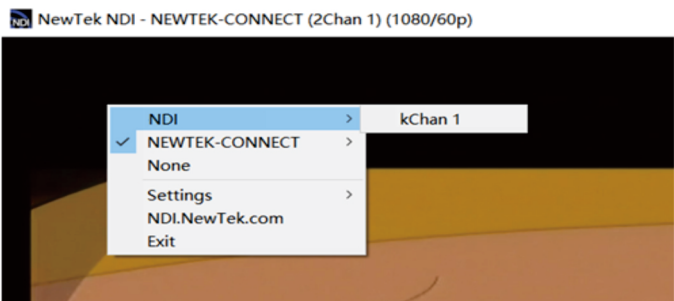 NDI NewTek NDI - NEWTEK-CONNECT (2Chan 1) (1080/60p)
NDI > kChan 1
NEWTEK-CONNECT >
None
Settings >
NDI.NewTek.com
Exit